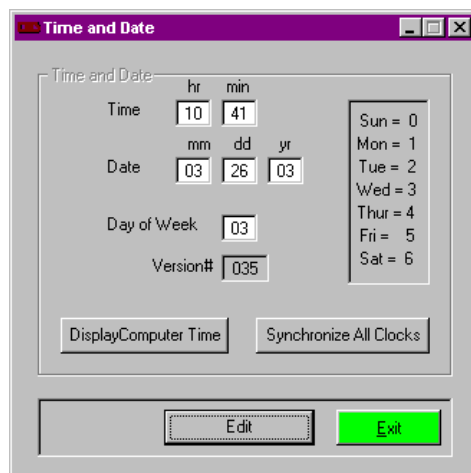 Time and Date
Time and Date
hr min
Time 10 41
mm dd yr
Date 03 26 03
Day of Week 03
Version# 035
Sun = 0
Mon = 1
Tue = 2
Wed = 3
Thur = 4
Fri = 5
Sat = 6
DisplayComputer Time Synchronize All Clocks
Edit Exit